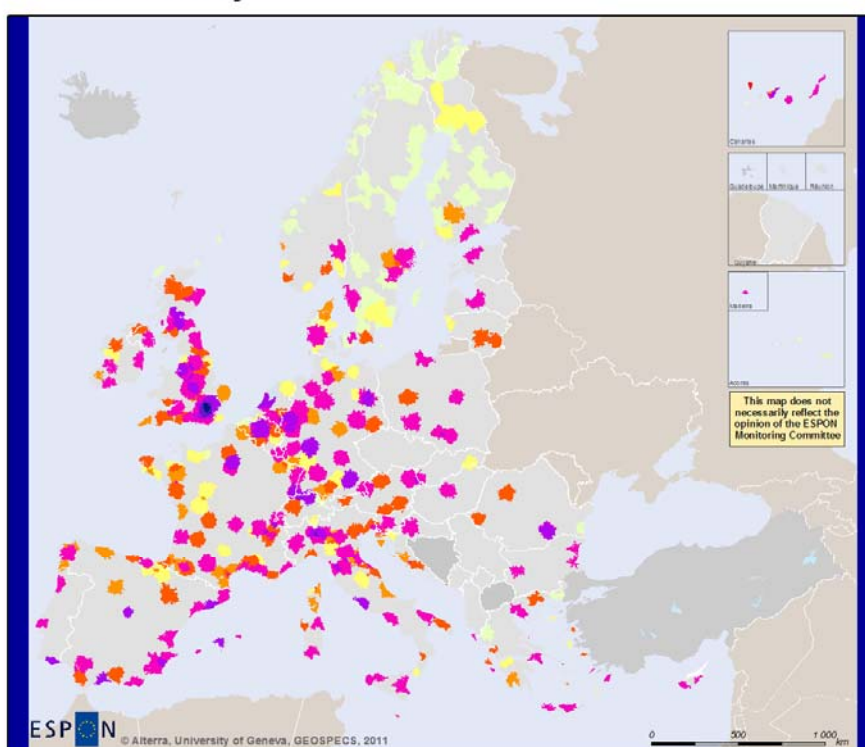 Canarias
Guadeloupe Martinique Réunion
Guyane
Madeira
Acores
This map does not
necessarily reflect the
opinion of the ESPON
Monitoring Committee
ESPON
© Alterra, University of Geneva, GEOSPECS, 2011
0 500 1 000
km